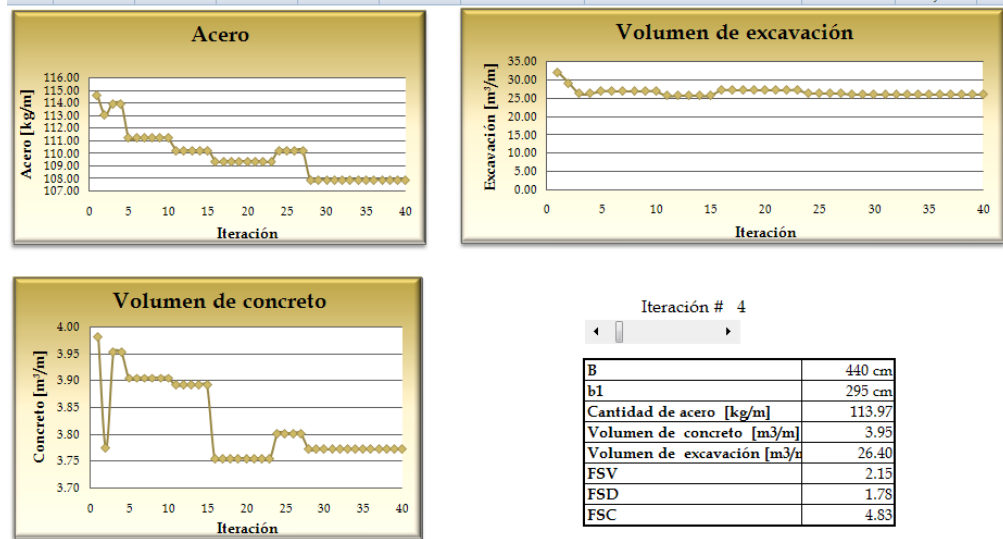 Acero
Acero [kg/m]
116.00
115.00
114.00
113.00
112.00
111.00
110.00
109.00
108.00
107.00
0 5 10 15 20 25 30 35 40
Iteración
Volumen de excavación
Excavación [m³/m]
35.00
30.00
25.00
20.00
15.00
10.00
5.00
0.00
0 5 10 15 20 25 30 35 40
Iteración
Volumen de concreto
Concreto [m³/m]
4.00
3.95
3.90
3.85
3.80
3.75
3.70
0 5 10 15 20 25 30 35 40
Iteración
Iteración # 4
B 440 cm
b1 295 cm
Cantidad de acero [kg/m] 113.97
Volumen de concreto [m3/m] 3.95
Volumen de excavación [m3/ 26.40
FSV 2.15
FSD 1.78
FSC 4.83